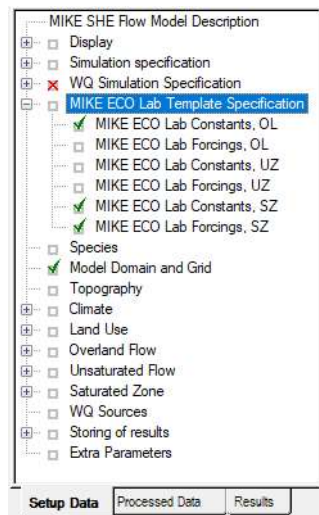 MIKE SHE Flow Model Description
Display
Simulation specification
WQ Simulation Specification
MIKE ECO Lab Template Specification
MIKE ECO Lab Constants, OL
MIKE ECO Lab Forcings, OL
MIKE ECO Lab Constants, UZ
MIKE ECO Lab Forcings, UZ
MIKE ECO Lab Constants, SZ
MIKE ECO Lab Forcings, SZ
Species
Model Domain and Grid
Topography
Climate
Land Use
Overland Flow
Unsaturated Flow
Saturated Zone
WQ Sources
Storing of results
Extra Parameters
Setup Data Processed Data Results